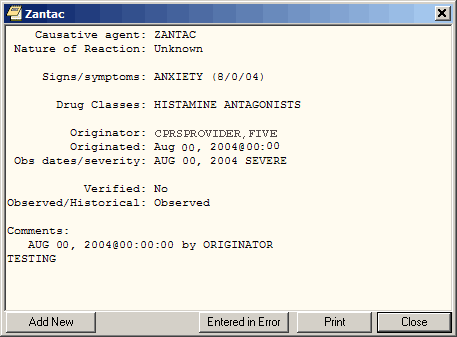 Zantac
Causative agent: ZANTAC
Nature of Reaction: Unknown
Signs/symptoms: ANXIETY (8/0/04)
Drug Classes: HISTAMINE ANTAGONISTS
Originator: CPRSPROVIDER,FIVE
Originated: Aug 00, 2004@00:00
Obs dates/severity: AUG 00, 2004 SEVERE
Verified: No
Observed/Historical: Observed
Comments:
AUG 00, 2004@00:00:00 by ORIGINATOR
TESTING
Add New Entered in Error Print Close